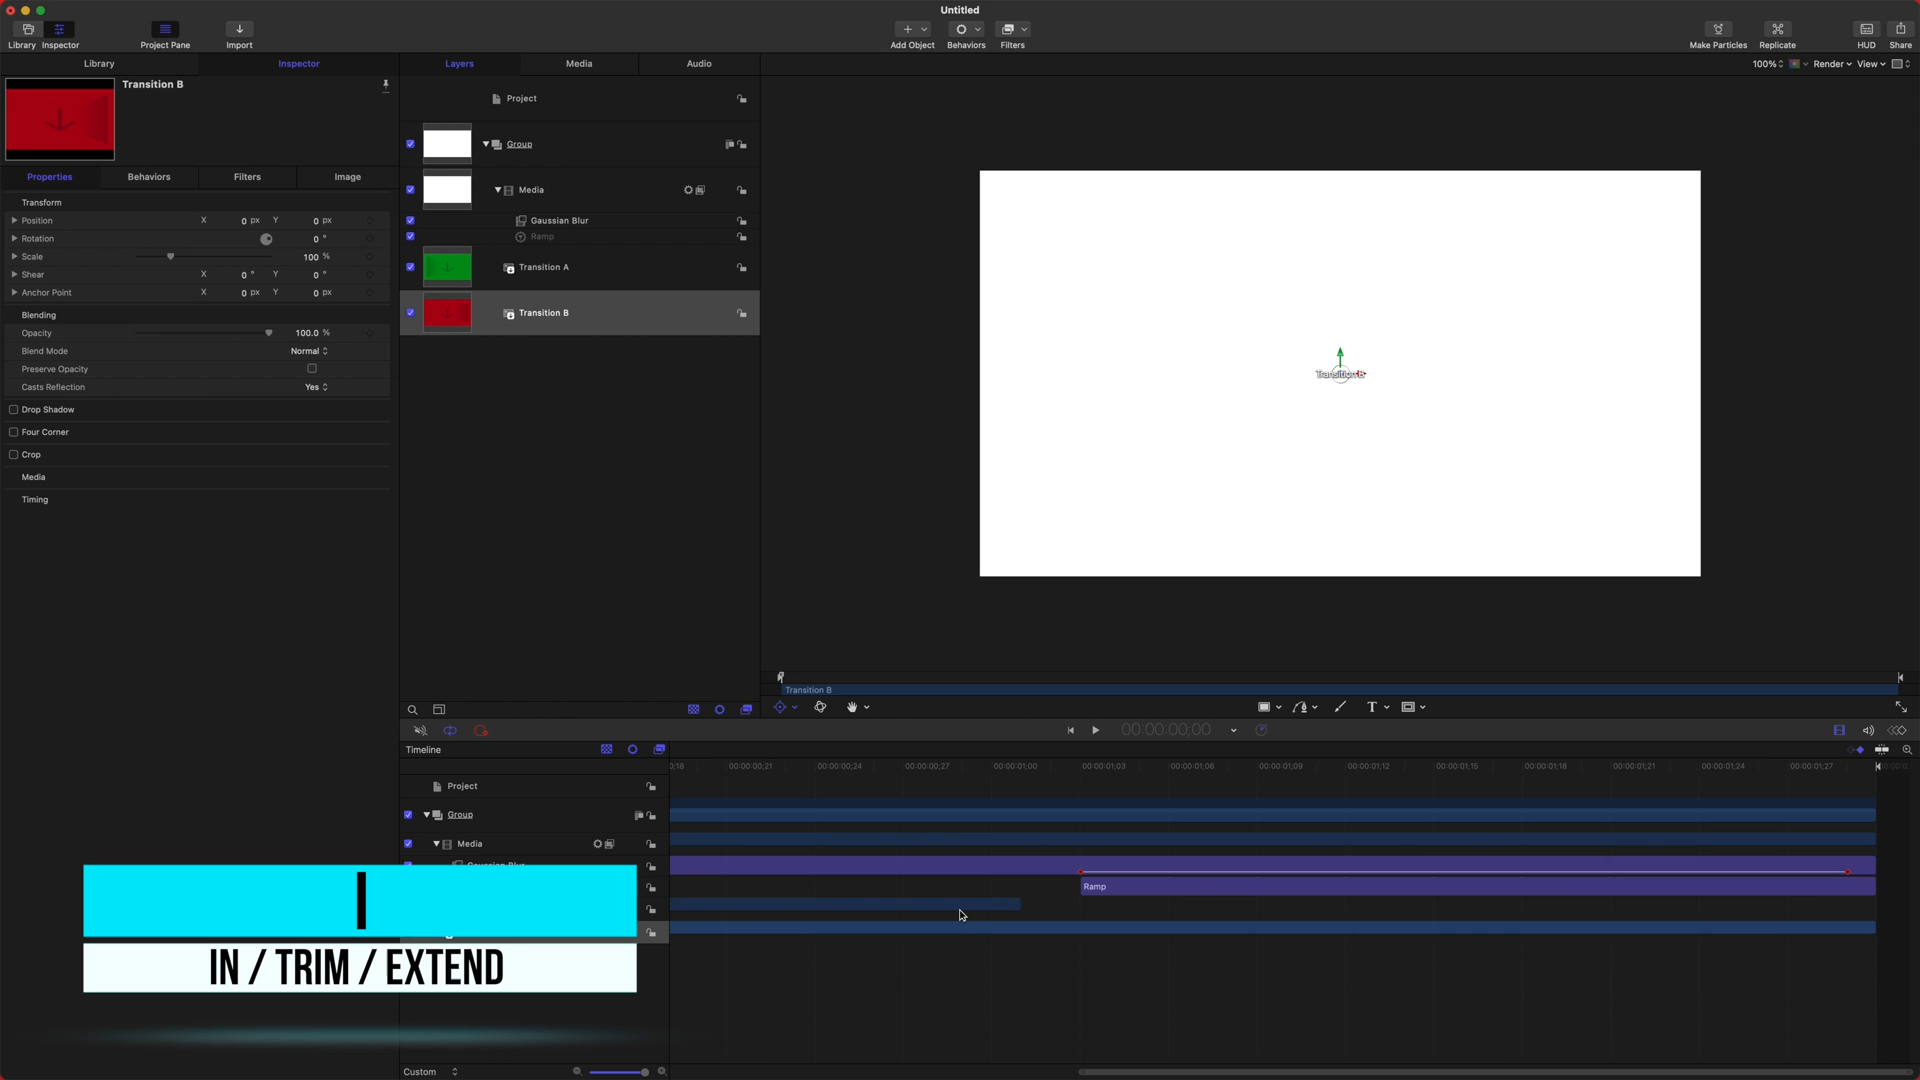 Untitled
Library
Inspector
Project Pane
Import
Add Object
Behaviors
Filters
Make Particles
Replicate
HUD
Share
Library
Inspector
Layers
Media
Audio
100%
Render
View
Transition B
Project
Group
Media
Gaussian Blur
Ramp
Transition A
Transition B
Properties
Behaviors
Filters
Image
Transform
Position X 0 px Y 0 px
Rotation 0 °
Scale 100 %
Shear X 0 ° Y 0 °
Anchor Point X 0 px Y 0 px
Blending
Opacity 100.0 %
Blend Mode Normal
Preserve Opacity
Casts Reflection Yes
Drop Shadow
Four Corner
Crop
Media
Timing
Transition B
Transition B
00:00:00;00
Timeline
;18 00:00:00;21 00:00:00;24 00:00:00;27 00:00:01;00 00:00:01;03 00:00:01;06 00:00:01;09 00:00:01;12 00:00:01;15 00:00:01;18 00:00:01;21 00:00:01;24 00:00:01;27
Project
Group
Media
Gaussian Blur
Ramp
I
IN / TRIM / EXTEND
Custom